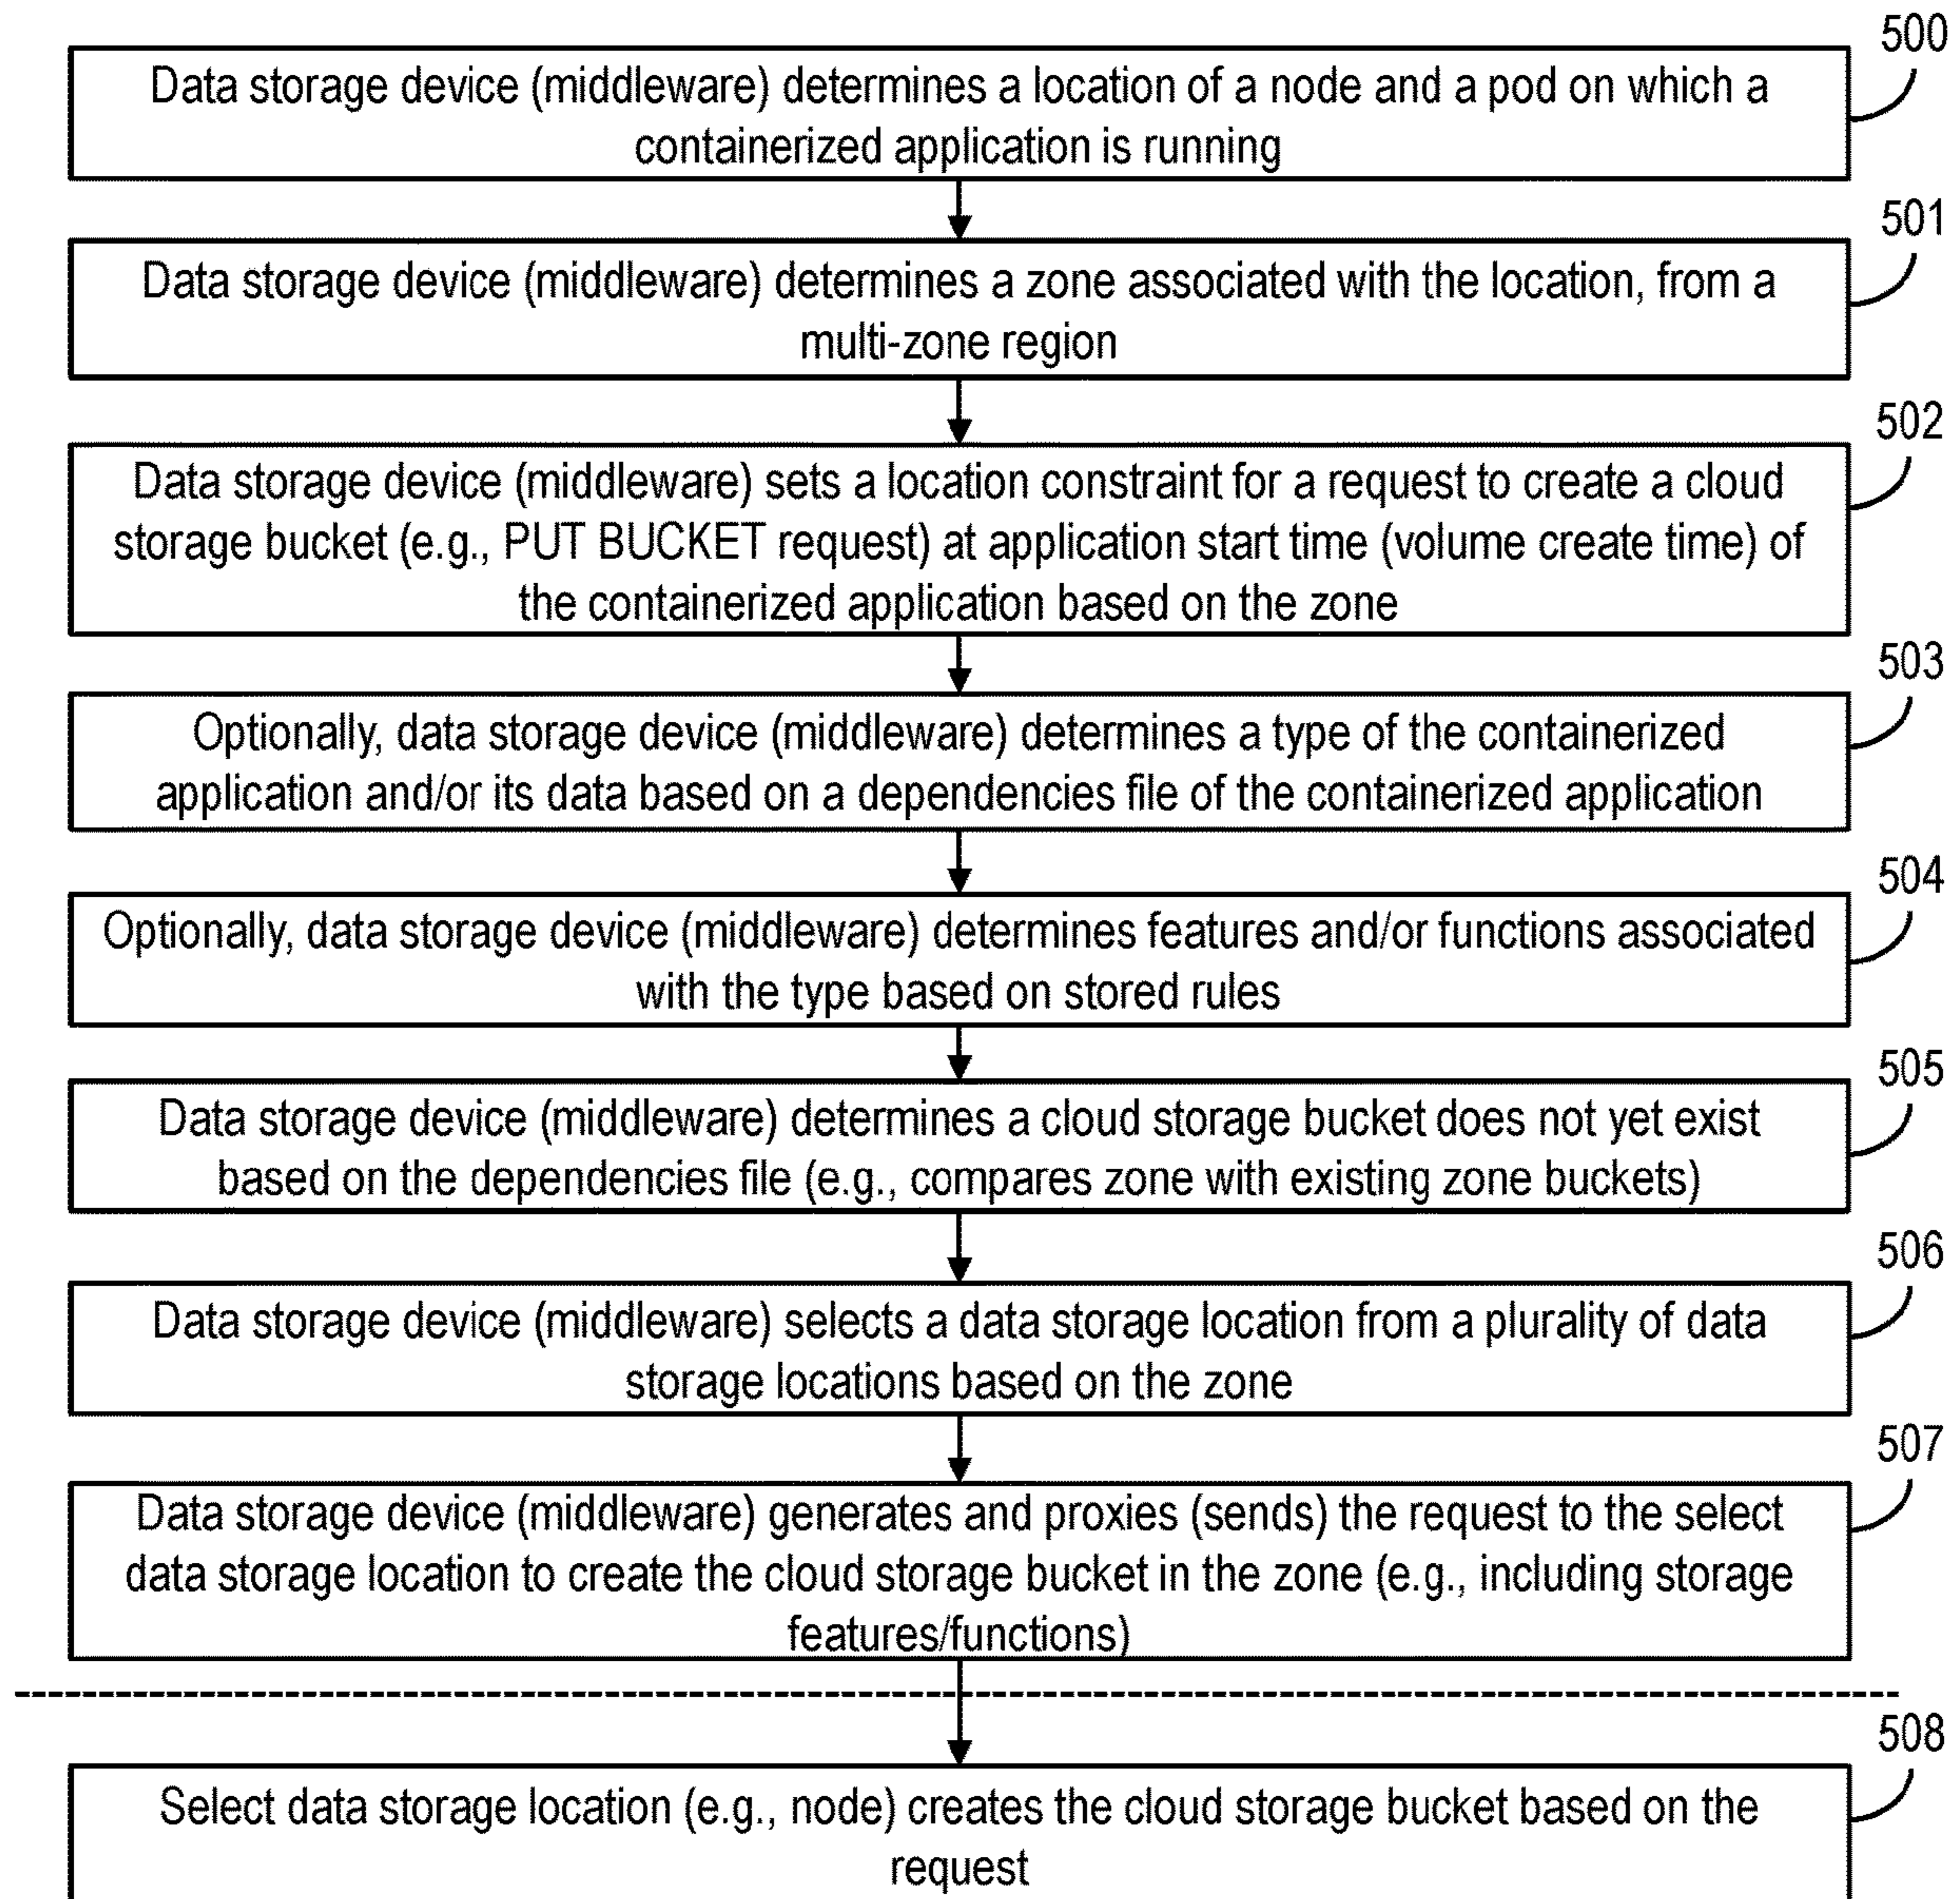 500
Data storage device (middleware) determines a location of a node and a pod on which a
containerized application is running
501
Data storage device (middleware) determines a zone associated with the location, from a
multi-zone region
502
Data storage device (middleware) sets a location constraint for a request to create a cloud
storage bucket (e.g., PUT BUCKET request) at application start time (volume create time) of
the containerized application based on the zone
503
Optionally, data storage device (middleware) determines a type of the containerized
application and/or its data based on a dependencies file of the containerized application
504
Optionally, data storage device (middleware) determines features and/or functions associated
with the type based on stored rules
505
Data storage device (middleware) determines a cloud storage bucket does not yet exist
based on the dependencies file (e.g., compares zone with existing zone buckets)
506
Data storage device (middleware) selects a data storage location from a plurality of data
storage locations based on the zone
507
Data storage device (middleware) generates and proxies (sends) the request to the select
data storage location to create the cloud storage bucket in the zone (e.g., including storage
features/functions)
508
Select data storage location (e.g., node) creates the cloud storage bucket based on the
request